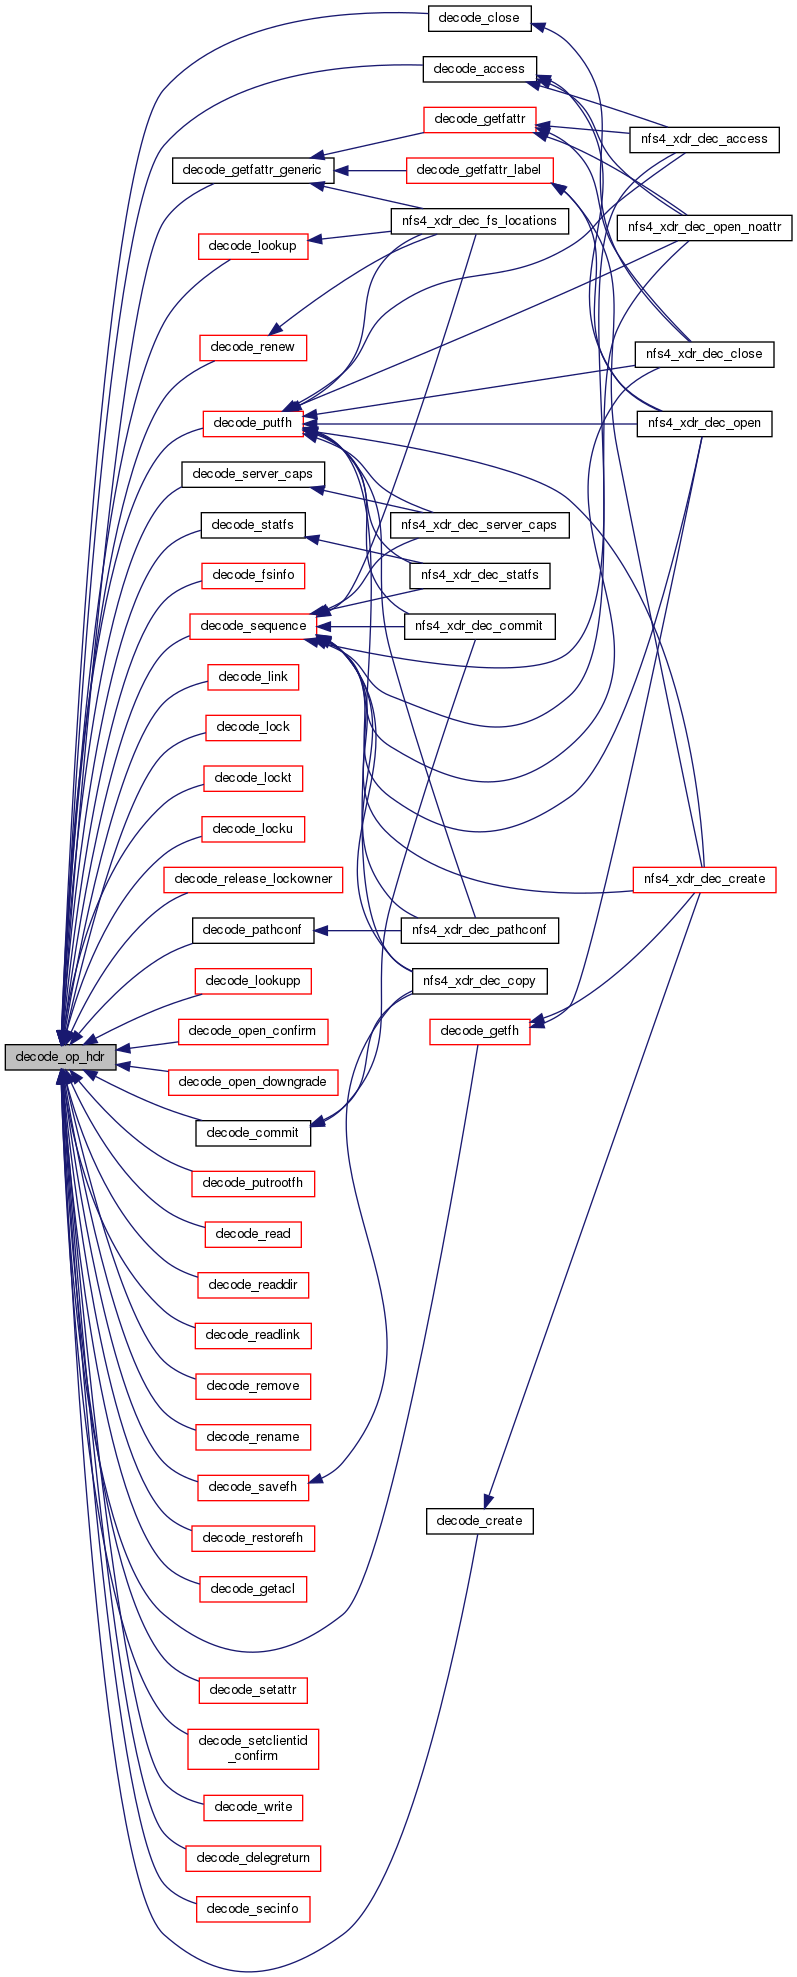 decode_close
decode_access
decode_getfattr
nfs4_xdr_dec_access
decode_getfattr_generic
decode_getfattr_label
nfs4_xdr_dec_fs_locations
nfs4_xdr_dec_open_noattr
decode_lookup
decode_renew
nfs4_xdr_dec_close
decode_putfh
nfs4_xdr_dec_open
decode_server_caps
decode_statfs
nfs4_xdr_dec_server_caps
decode_fsinfo
nfs4_xdr_dec_statfs
decode_sequence
nfs4_xdr_dec_commit
decode_link
decode_lock
decode_lockt
decode_locku
decode_release_lockowner
nfs4_xdr_dec_create
decode_pathconf
nfs4_xdr_dec_pathconf
decode_lookupp
nfs4_xdr_dec_copy
decode_open_confirm
decode_getfh
decode_op_hdr
decode_open_downgrade
decode_commit
decode_putrootfh
decode_read
decode_readdir
decode_readlink
decode_remove
decode_rename
decode_savefh
decode_create
decode_restorefh
decode_getacl
decode_setattr
decode_setclientid
_confirm
decode_write
decode_delegreturn
decode_secinfo